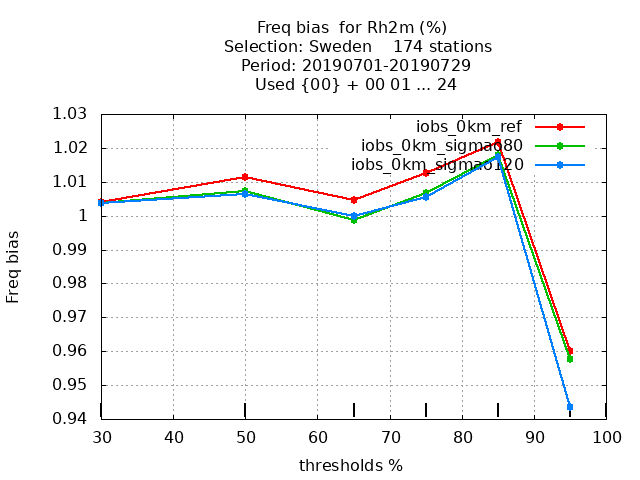 Freq bias  for Rh2m (%)
Selection: Sweden    174 stations
Period: 20190701-20190729
Used {00} + 00 01 ... 24
1.03
1.02
1.01
1
0.99
0.98
0.97
0.96
0.95
0.94
Freq bias
iobs_0km_ref
iobs_0km_sigmao80
iobs_0km_sigmao120
30 40 50 60 70 80 90 100
thresholds %